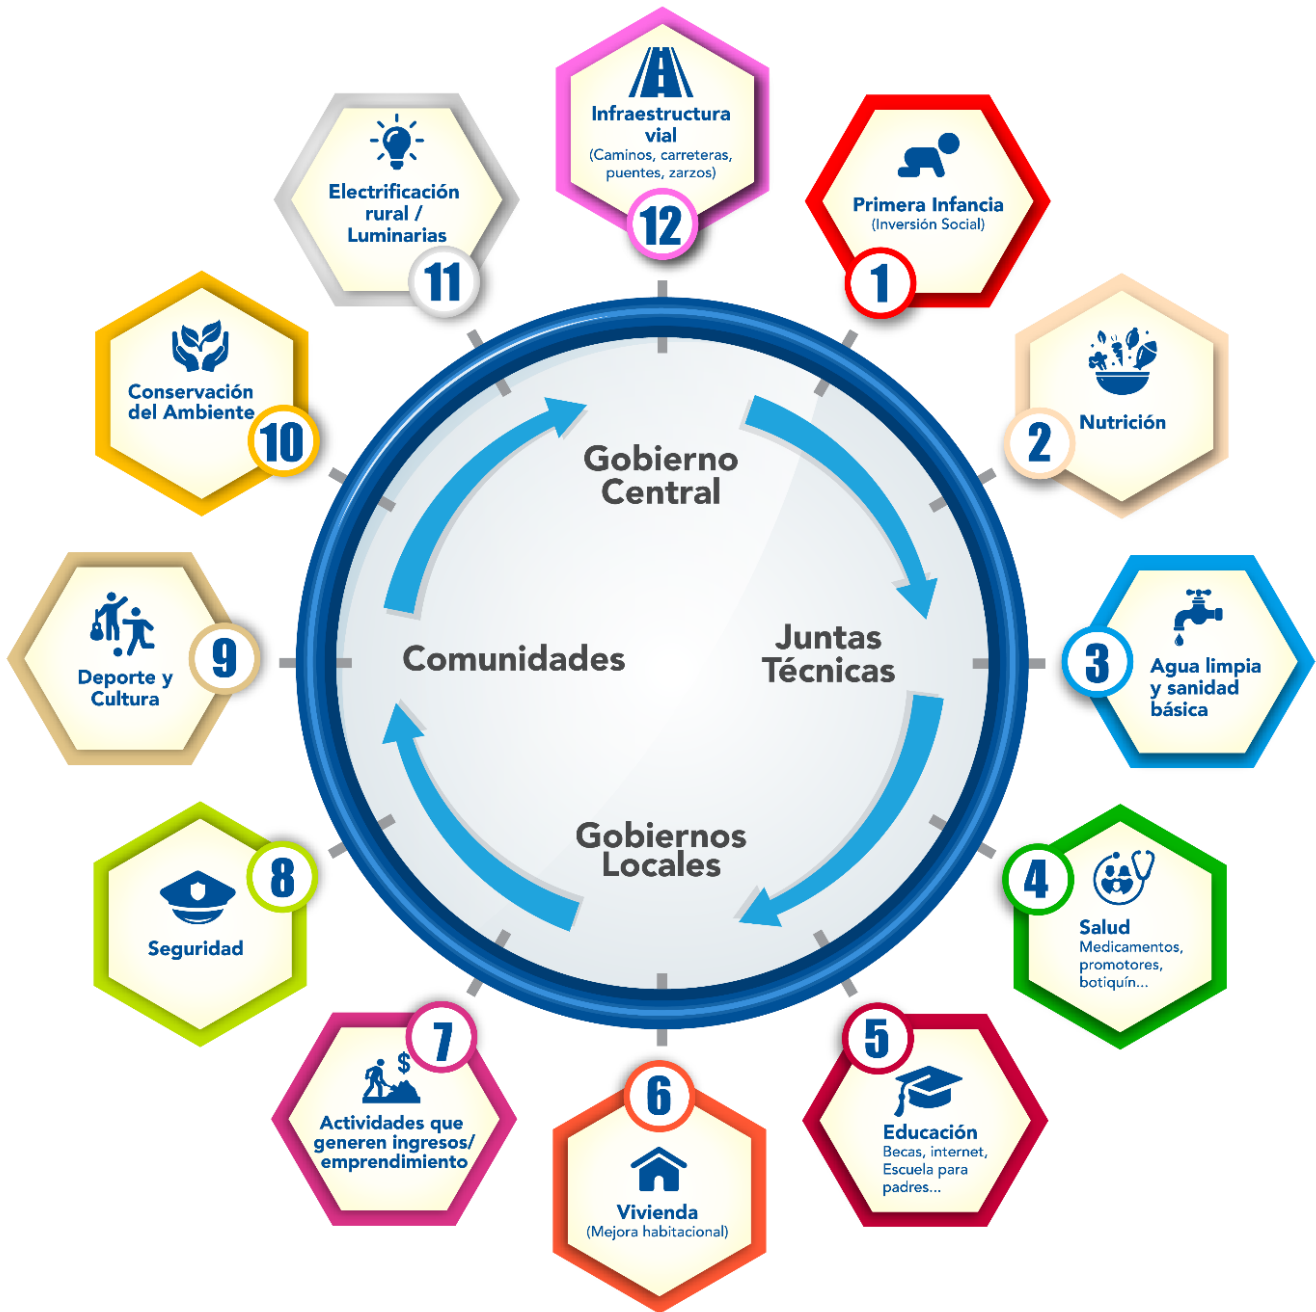 Infraestructura
vial
(Caminos, carreteras,
puentes, zarzos)
12
Primera Infancia
(Inversión Social)
1
Nutrición
2
Agua limpia
y sanidad
básica
3
Salud
Medicamentos,
promotores,
botiquín...
4
5
Educación
Becas, internet,
Escuela para
padres...
6
Vivienda
(Mejora habitacional)
7
$
Actividades que
generen ingresos/
emprendimiento
8
Seguridad
9
Deporte y
Cultura
Conservación
del Ambiente
10
Electrificación
rural /
Luminarias
11
Gobierno
Central
Juntas
Técnicas
Gobiernos
Locales
Comunidades